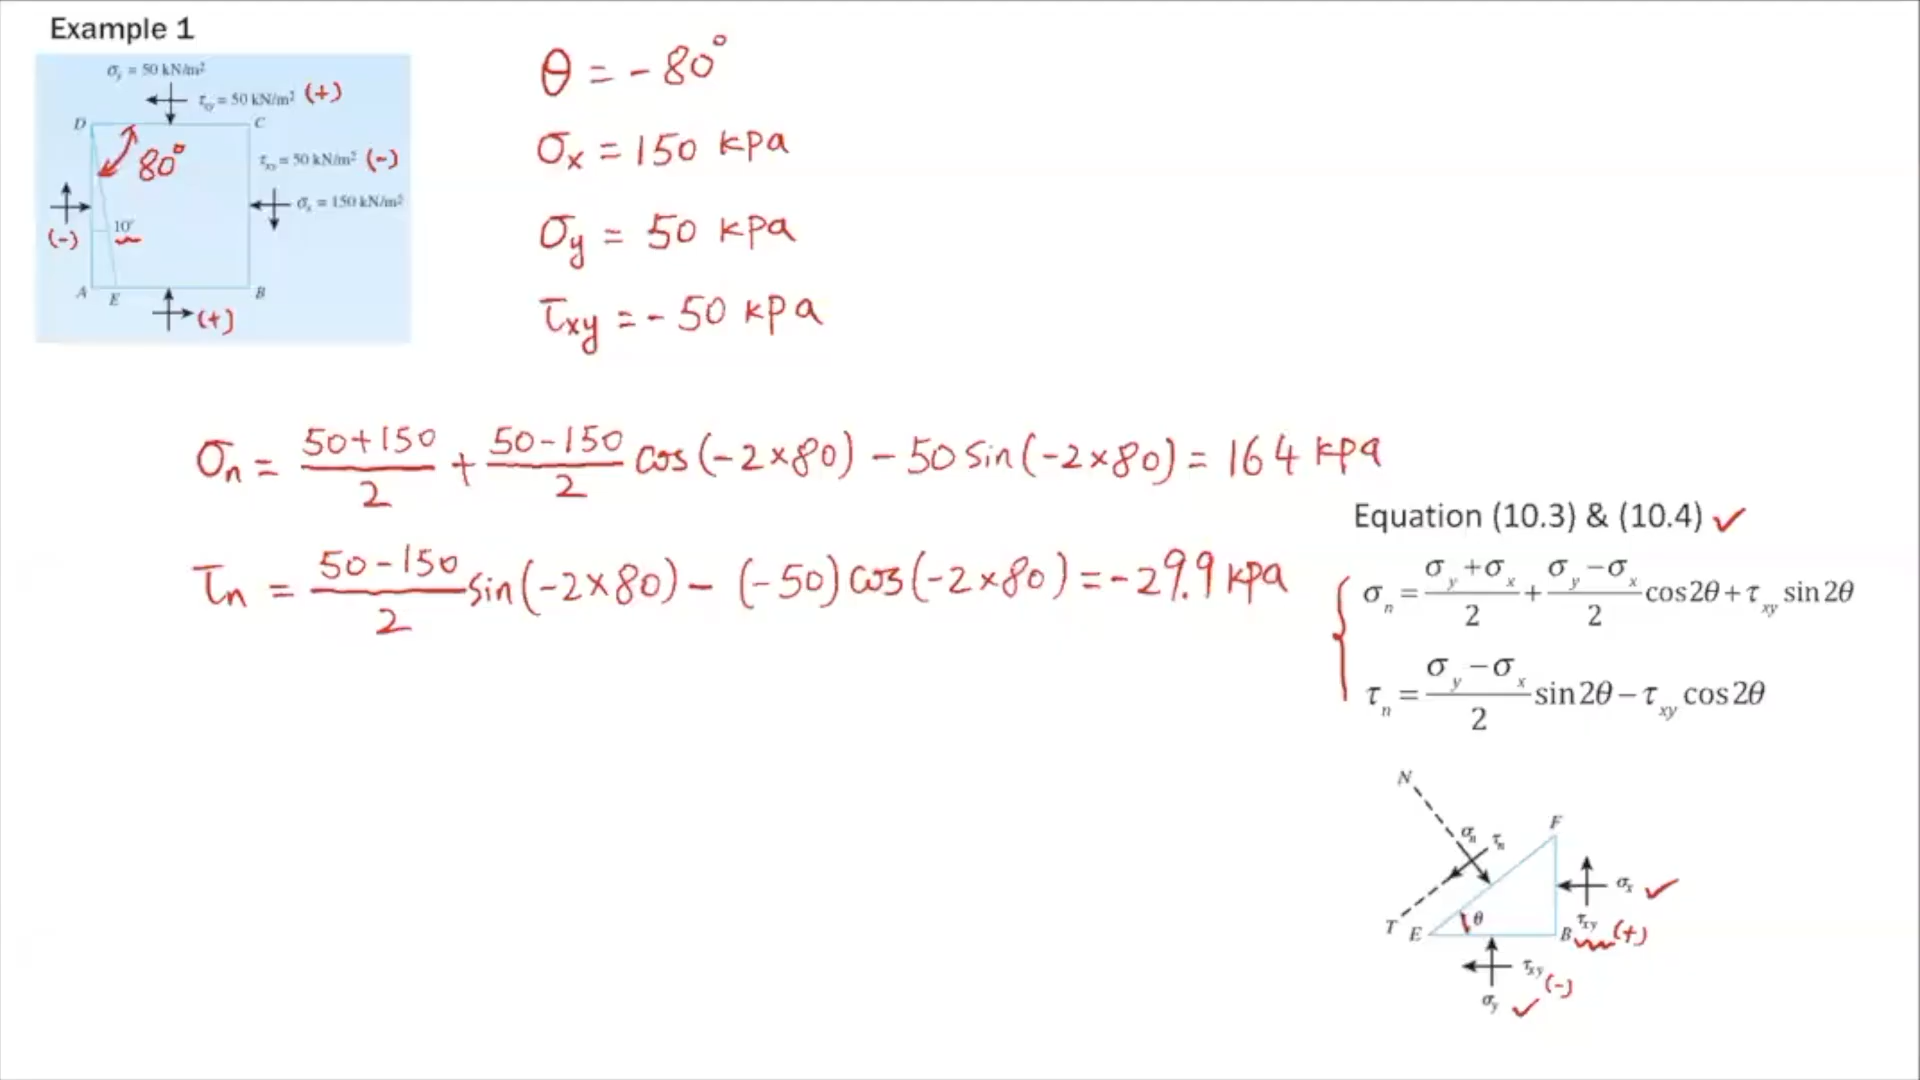 Example 1
σy = 50 kN/m²
τxy = 50 kN/m² (+)
D
C
80°
τxy = 50 kN/m² (-)
σx = 150 kN/m²
(-)
10°
A
E
B
(+)
θ = -80°
σx = 150 kpa
σy = 50 kpa
τxy = -50 kpa
σn = (50+150)/2 + (50-150)/2 cos(-2×80) - 50 sin(-2×80) = 164 kpa
τn = (50-150)/2 sin(-2×80) - (-50) cos(-2×80) = -29.9 kpa
Equation (10.3) & (10.4) ✓
σn = (σy + σx)/2 + (σy - σx)/2 cos2θ + τxy sin2θ
τn = (σy - σx)/2 sin2θ - τxy cos2θ
N
σn
τn
F
σx ✓
θ
T
E
B
τxy (+)
τxy (-)
σy ✓